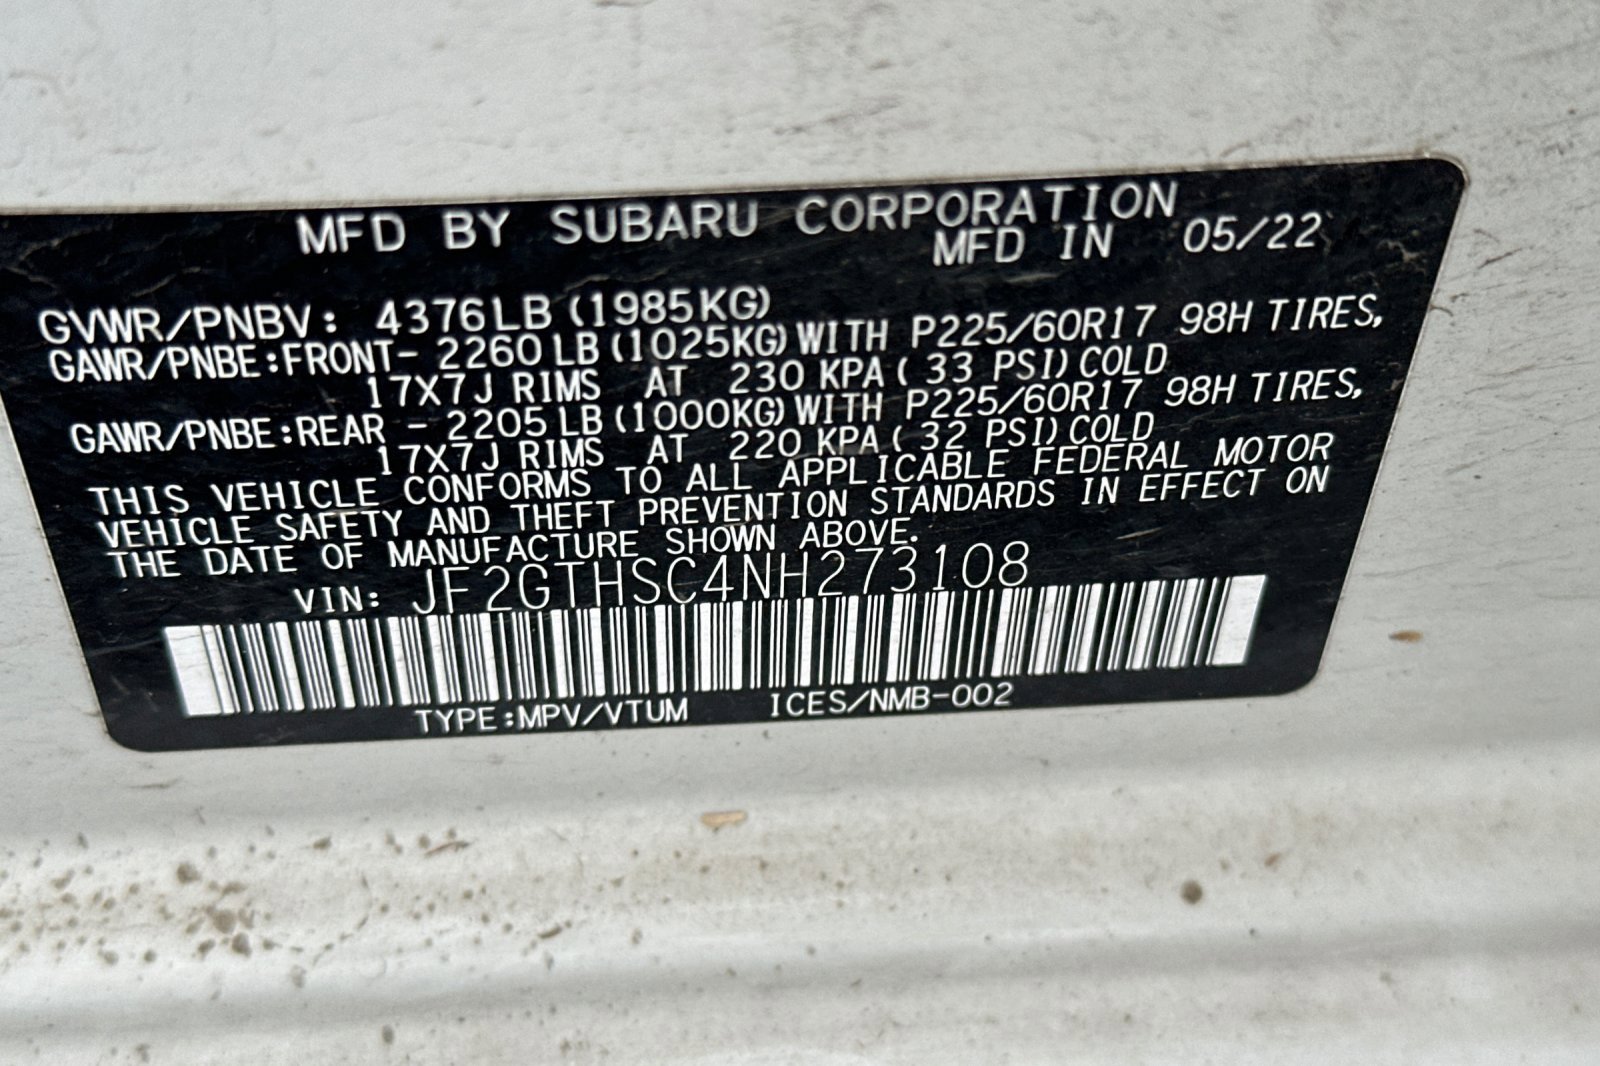 MFD BY SUBARU CORPORATION
MFD IN 05/22
GVWR/PNBV: 4376LB (1985KG)
GAWR/PNBE:FRONT- 2260LB (1025KG) WITH P225/60R17 98H TIRES,
17X7J RIMS AT 230 KPA ( 33 PSI) COLD
GAWR/PNBE:REAR - 2205LB (1000KG) WITH P225/60R17 98H TIRES,
17X7J RIMS AT 220 KPA ( 32 PSI) COLD
THIS VEHICLE CONFORMS TO ALL APPLICABLE FEDERAL MOTOR
VEHICLE SAFETY AND THEFT PREVENTION STANDARDS IN EFFECT ON
THE DATE OF MANUFACTURE SHOWN ABOVE.
VIN: JF2GTHSC4NH273108
TYPE:MPV/VTUM ICES/NMB-002